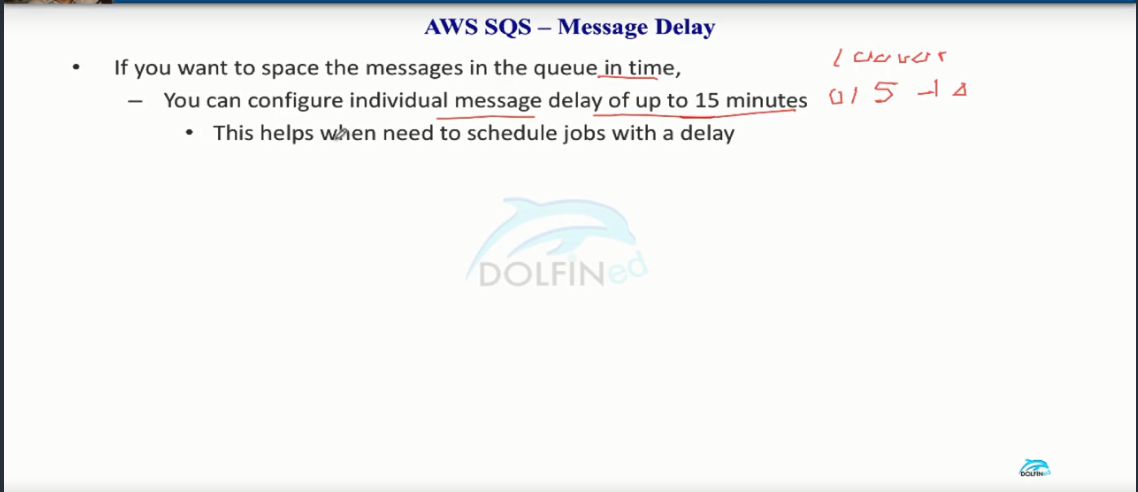 AWS SQS – Message Delay
• If you want to space the messages in the queue in time,
– You can configure individual message delay of up to 15 minutes
• This helps when need to schedule jobs with a delay
DOLFINed
DOLFINed